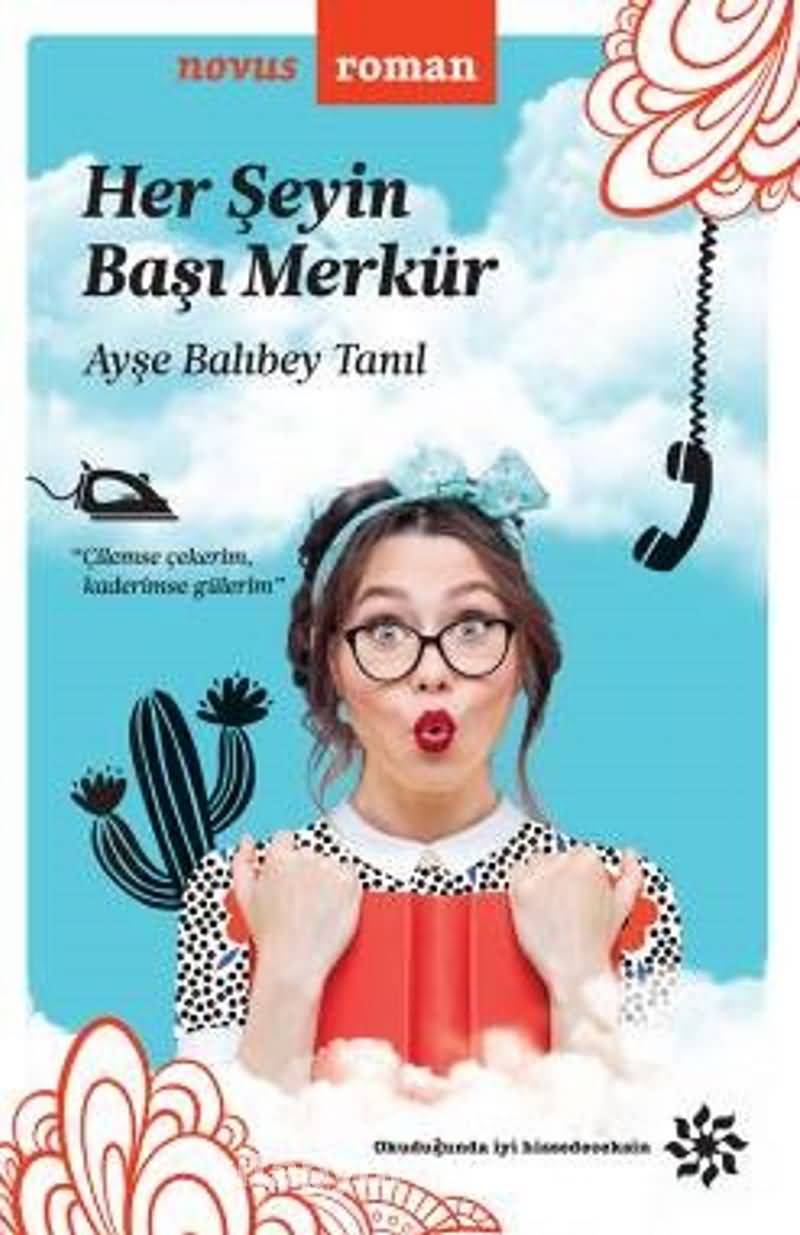 novus roman
Her Şeyin
Başı Merkür
Ayşe Balıbey Tanıl
"Çilemse çekerim,
kaderimse gülerim"
Okuduğunda iyi hissedeceksin